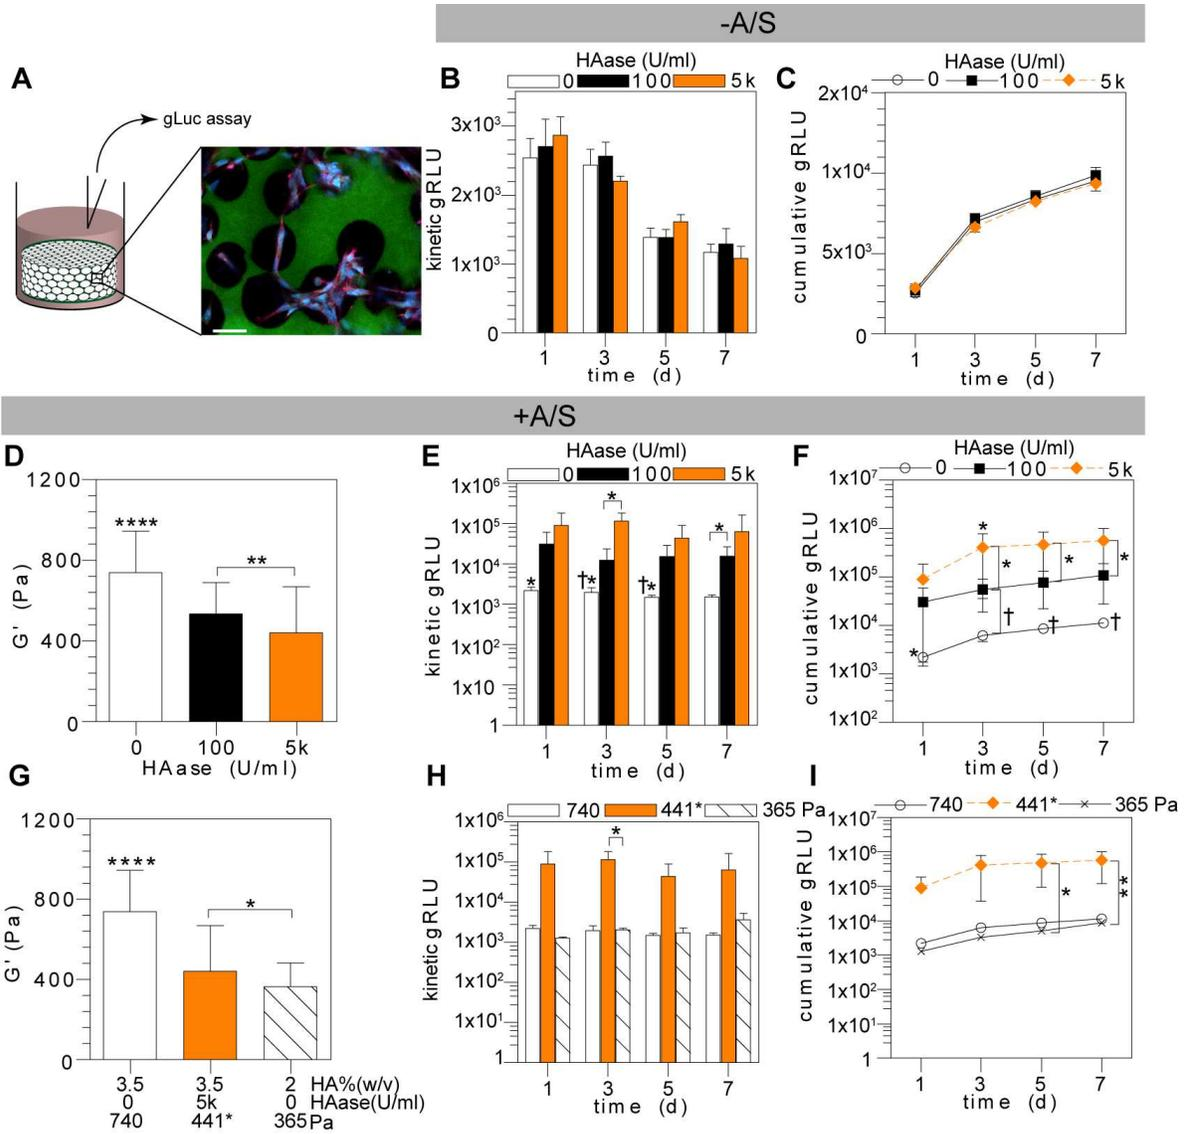 -A/S
A
gLuc assay
B
HAase (U/ml)
0 100 5k
kinetic gRLU
3x10³
2x10³
1x10³
0
1 3 5 7
time (d)
C
HAase (U/ml)
0 100 5k
cumulative gRLU
2x10⁴
1x10⁴
5x10³
0
1 3 5 7
time (d)
+A/S
D
G' (Pa)
1200
800
400
0
****
**
0 100 5k
HAase (U/ml)
E
HAase (U/ml)
0 100 5k
kinetic gRLU
1x10⁶
1x10⁵
1x10⁴
1x10³
1x10²
1x10
1
*
†*
*
†*
*
1 3 5 7
time (d)
F
HAase (U/ml)
0 100 5k
cumulative gRLU
1x10⁷
1x10⁶
1x10⁵
1x10⁴
1x10³
1x10²
*
*
*
†
*
†
*
†
1 3 5 7
time (d)
G
G' (Pa)
1200
800
400
0
****
*
3.5 3.5 2 HA%(w/v)
0 5k 0 HAase(U/ml)
740 441* 365 Pa
H
740 441* 365 Pa
kinetic gRLU
1x10⁶
1x10⁵
1x10⁴
1x10³
1x10²
1x10¹
1
*
1 3 5 7
time (d)
I
740 441* 365 Pa
cumulative gRLU
1x10⁷
1x10⁶
1x10⁵
1x10⁴
1x10³
1x10²
1x10¹
1
*
**
1 3 5 7
time (d)